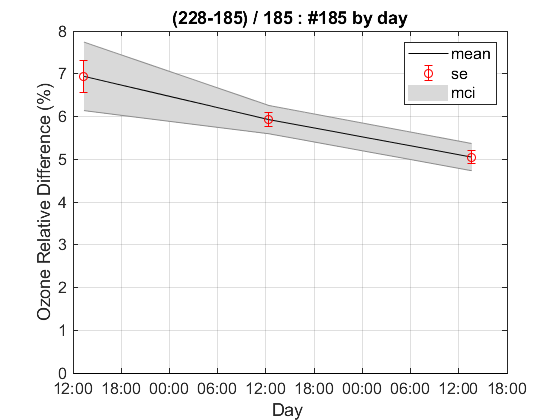 (228-185) / 185 : #185 by day
mean
se
mci
Ozone Relative Difference (%)
8
7
6
5
4
3
2
1
0
12:00 18:00 00:00 06:00 12:00 18:00 00:00 06:00 12:00 18:00
Day